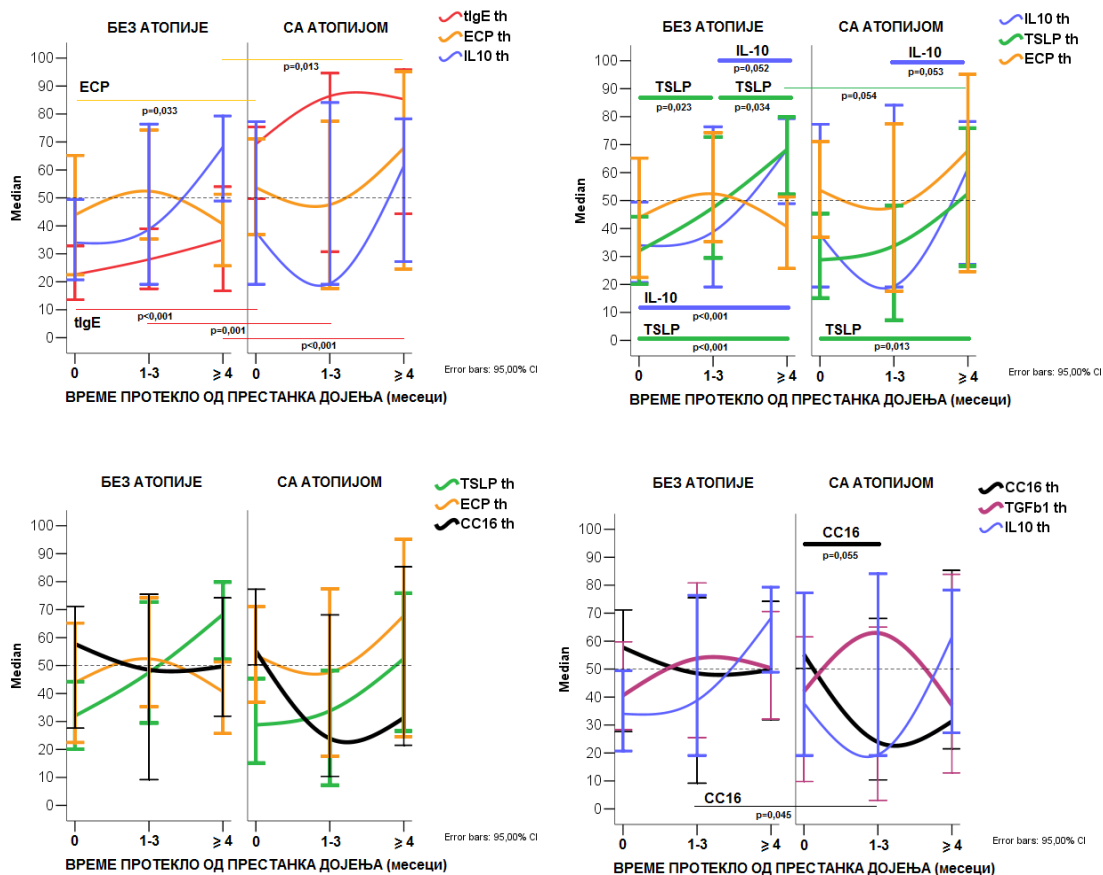 БЕЗ АТОПИЈЕ
СА АТОПИЈОМ
tIgE th
ECP th
IL10 th
Median
100
90
80
70
60
50
40
30
20
10
0
p=0,013
ECP
p=0,033
tIgE
p<0,001
p=0,001
p<0,001
0
1-3
⩾ 4
0
1-3
⩾ 4
Error bars: 95,00% CI
ВРЕМЕ ПРОТЕКЛО ОД ПРЕСТАНКА ДОЈЕЊА (месеци)
БЕЗ АТОПИЈЕ
СА АТОПИЈОМ
IL10 th
TSLP th
ECP th
Median
100
90
80
70
60
50
40
30
20
10
0
IL-10
p=0,052
IL-10
p=0,053
TSLP
p=0,023
TSLP
p=0,034
p=0,054
IL-10
p<0,001
TSLP
p<0,001
TSLP
p=0,013
0
1-3
⩾ 4
0
1-3
⩾ 4
Error bars: 95,00% CI
ВРЕМЕ ПРОТЕКЛО ОД ПРЕСТАНКА ДОЈЕЊА (месеци)
БЕЗ АТОПИЈЕ
СА АТОПИЈОМ
TSLP th
ECP th
CC16 th
Median
100
90
80
70
60
50
40
30
20
10
0
0
1-3
⩾ 4
0
1-3
⩾ 4
Error bars: 95,00% CI
ВРЕМЕ ПРОТЕКЛО ОД ПРЕСТАНКА ДОЈЕЊА (месеци)
БЕЗ АТОПИЈЕ
СА АТОПИЈОМ
CC16 th
TGFb1 th
IL10 th
Median
100
90
80
70
60
50
40
30
20
10
0
CC16
p=0,055
CC16
p=0,045
0
1-3
⩾ 4
0
1-3
⩾ 4
Error bars: 95,00% CI
ВРЕМЕ ПРОТЕКЛО ОД ПРЕСТАНКА ДОЈЕЊА (месеци)